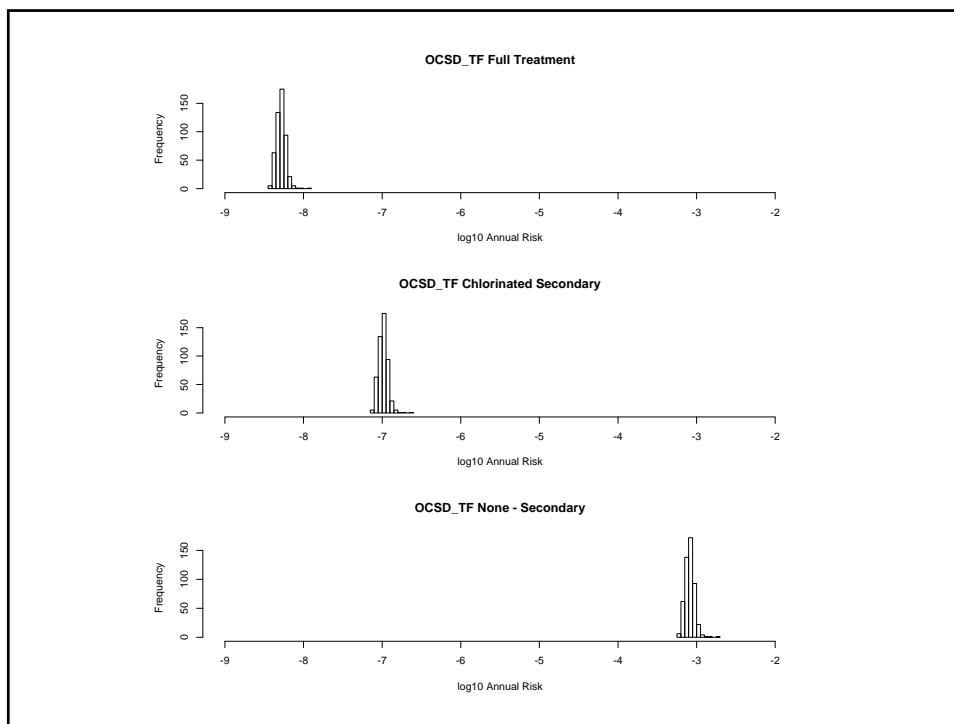 OCSD_TF Full Treatment
Frequency
150
100
50
0
-9 -8 -7 -6 -5 -4 -3 -2
log10 Annual Risk
OCSD_TF Chlorinated Secondary
Frequency
150
100
50
0
-9 -8 -7 -6 -5 -4 -3 -2
log10 Annual Risk
OCSD_TF None - Secondary
Frequency
150
100
50
0
-9 -8 -7 -6 -5 -4 -3 -2
log10 Annual Risk